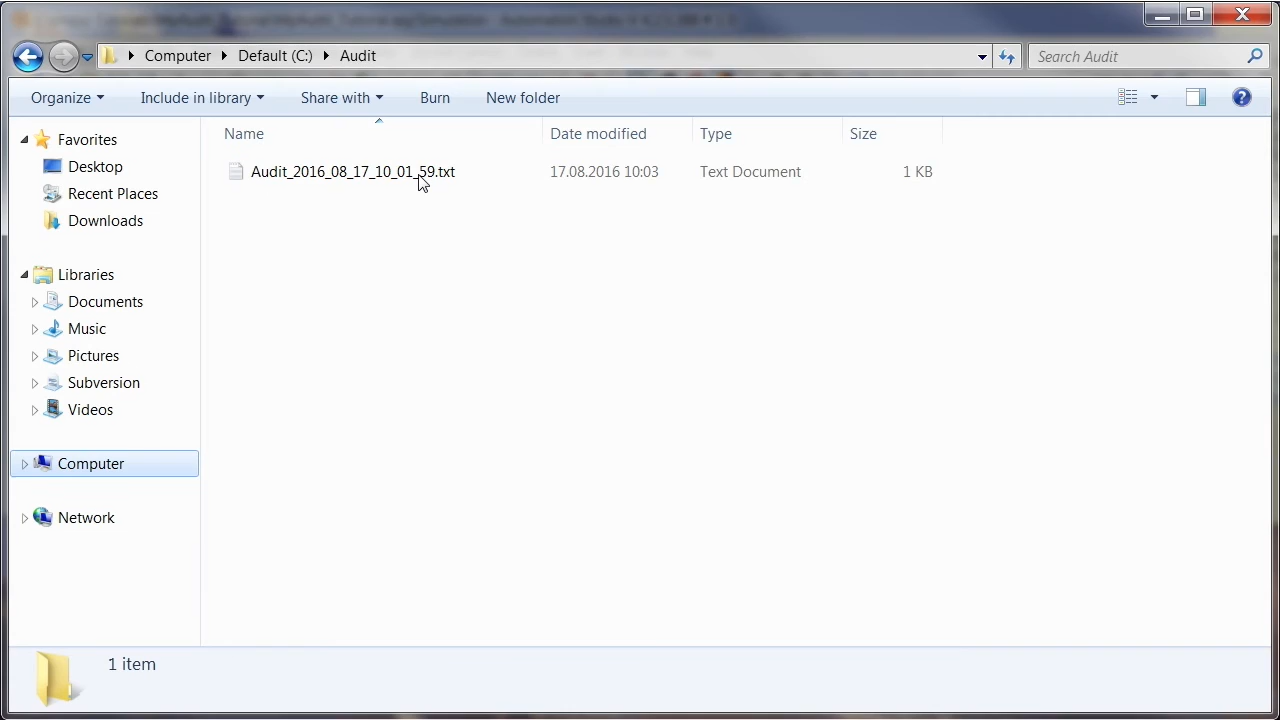 Computer Default (C:) Audit
Search Audit
Organize Include in library Share with Burn New folder
Name Date modified Type Size
Audit_2016_08_17_10_01_59.txt 17.08.2016 10:03 Text Document 1 KB
Favorites
Desktop
Recent Places
Downloads
Libraries
Documents
Music
Pictures
Subversion
Videos
Computer
Network
1 item